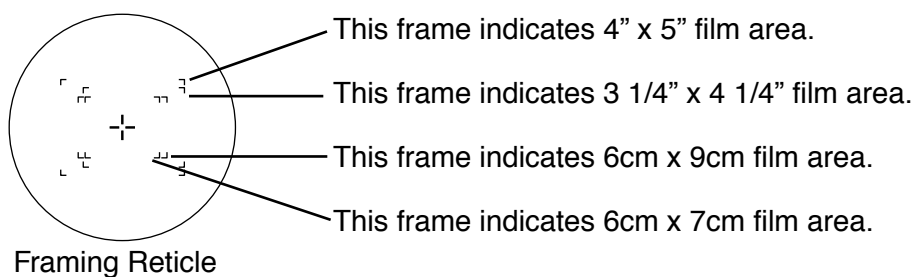 This frame indicates 4” x 5” film area.
This frame indicates 3 1/4” x 4 1/4” film area.
This frame indicates 6cm x 9cm film area.
This frame indicates 6cm x 7cm film area.
Framing Reticle